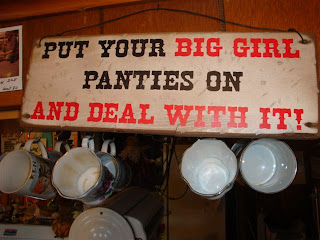 PUT YOUR BIG GIRL
PANTIES ON
AND DEAL WITH IT!